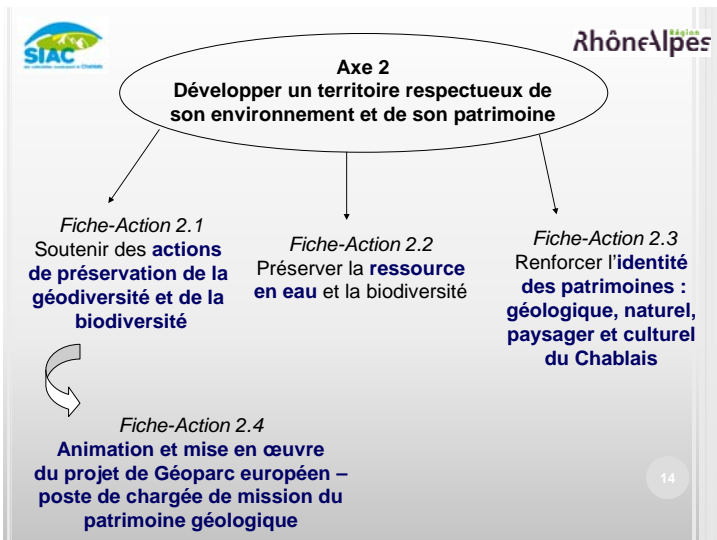 SIAC
Région
RhôneAlpes
Axe 2
Développer un territoire respectueux de
son environnement et de son patrimoine
Fiche-Action 2.1
Soutenir des actions
de préservation de la
géodiversité et de la
biodiversité
Fiche-Action 2.2
Préserver la ressource
en eau et la biodiversité
Fiche-Action 2.3
Renforcer l’identité
des patrimoines :
géologique, naturel,
paysager et culturel
du Chablais
Fiche-Action 2.4
Animation et mise en œuvre
du projet de Géoparc européen –
poste de chargée de mission du
patrimoine géologique
14